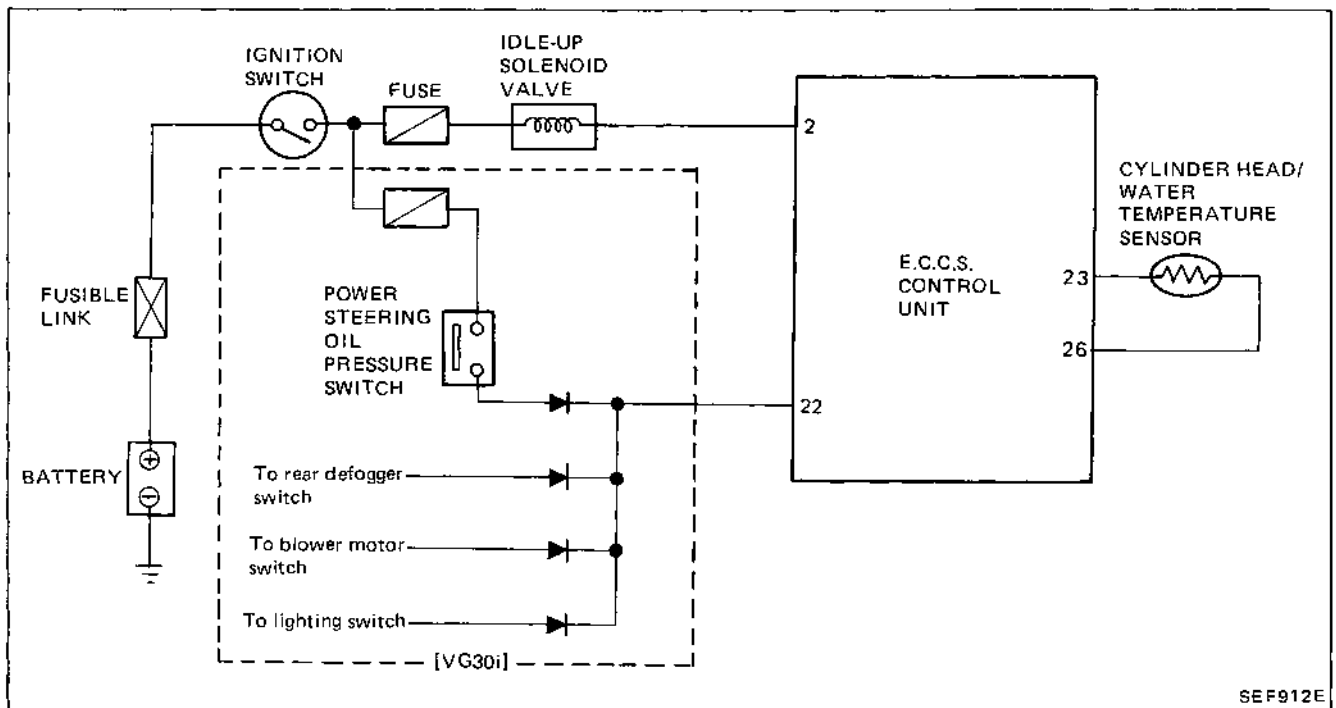 IGNITION
SWITCH
FUSE
IDLE-UP
SOLENOID
VALVE
2
CYLINDER HEAD/
WATER
TEMPERATURE
SENSOR
E.C.C.S.
CONTROL
UNIT
23
26
FUSIBLE
LINK
POWER
STEERING
OIL
PRESSURE
SWITCH
22
BATTERY
+
−
To rear defogger
switch
To blower motor
switch
To lighting switch
[VG30i]
SEF912E